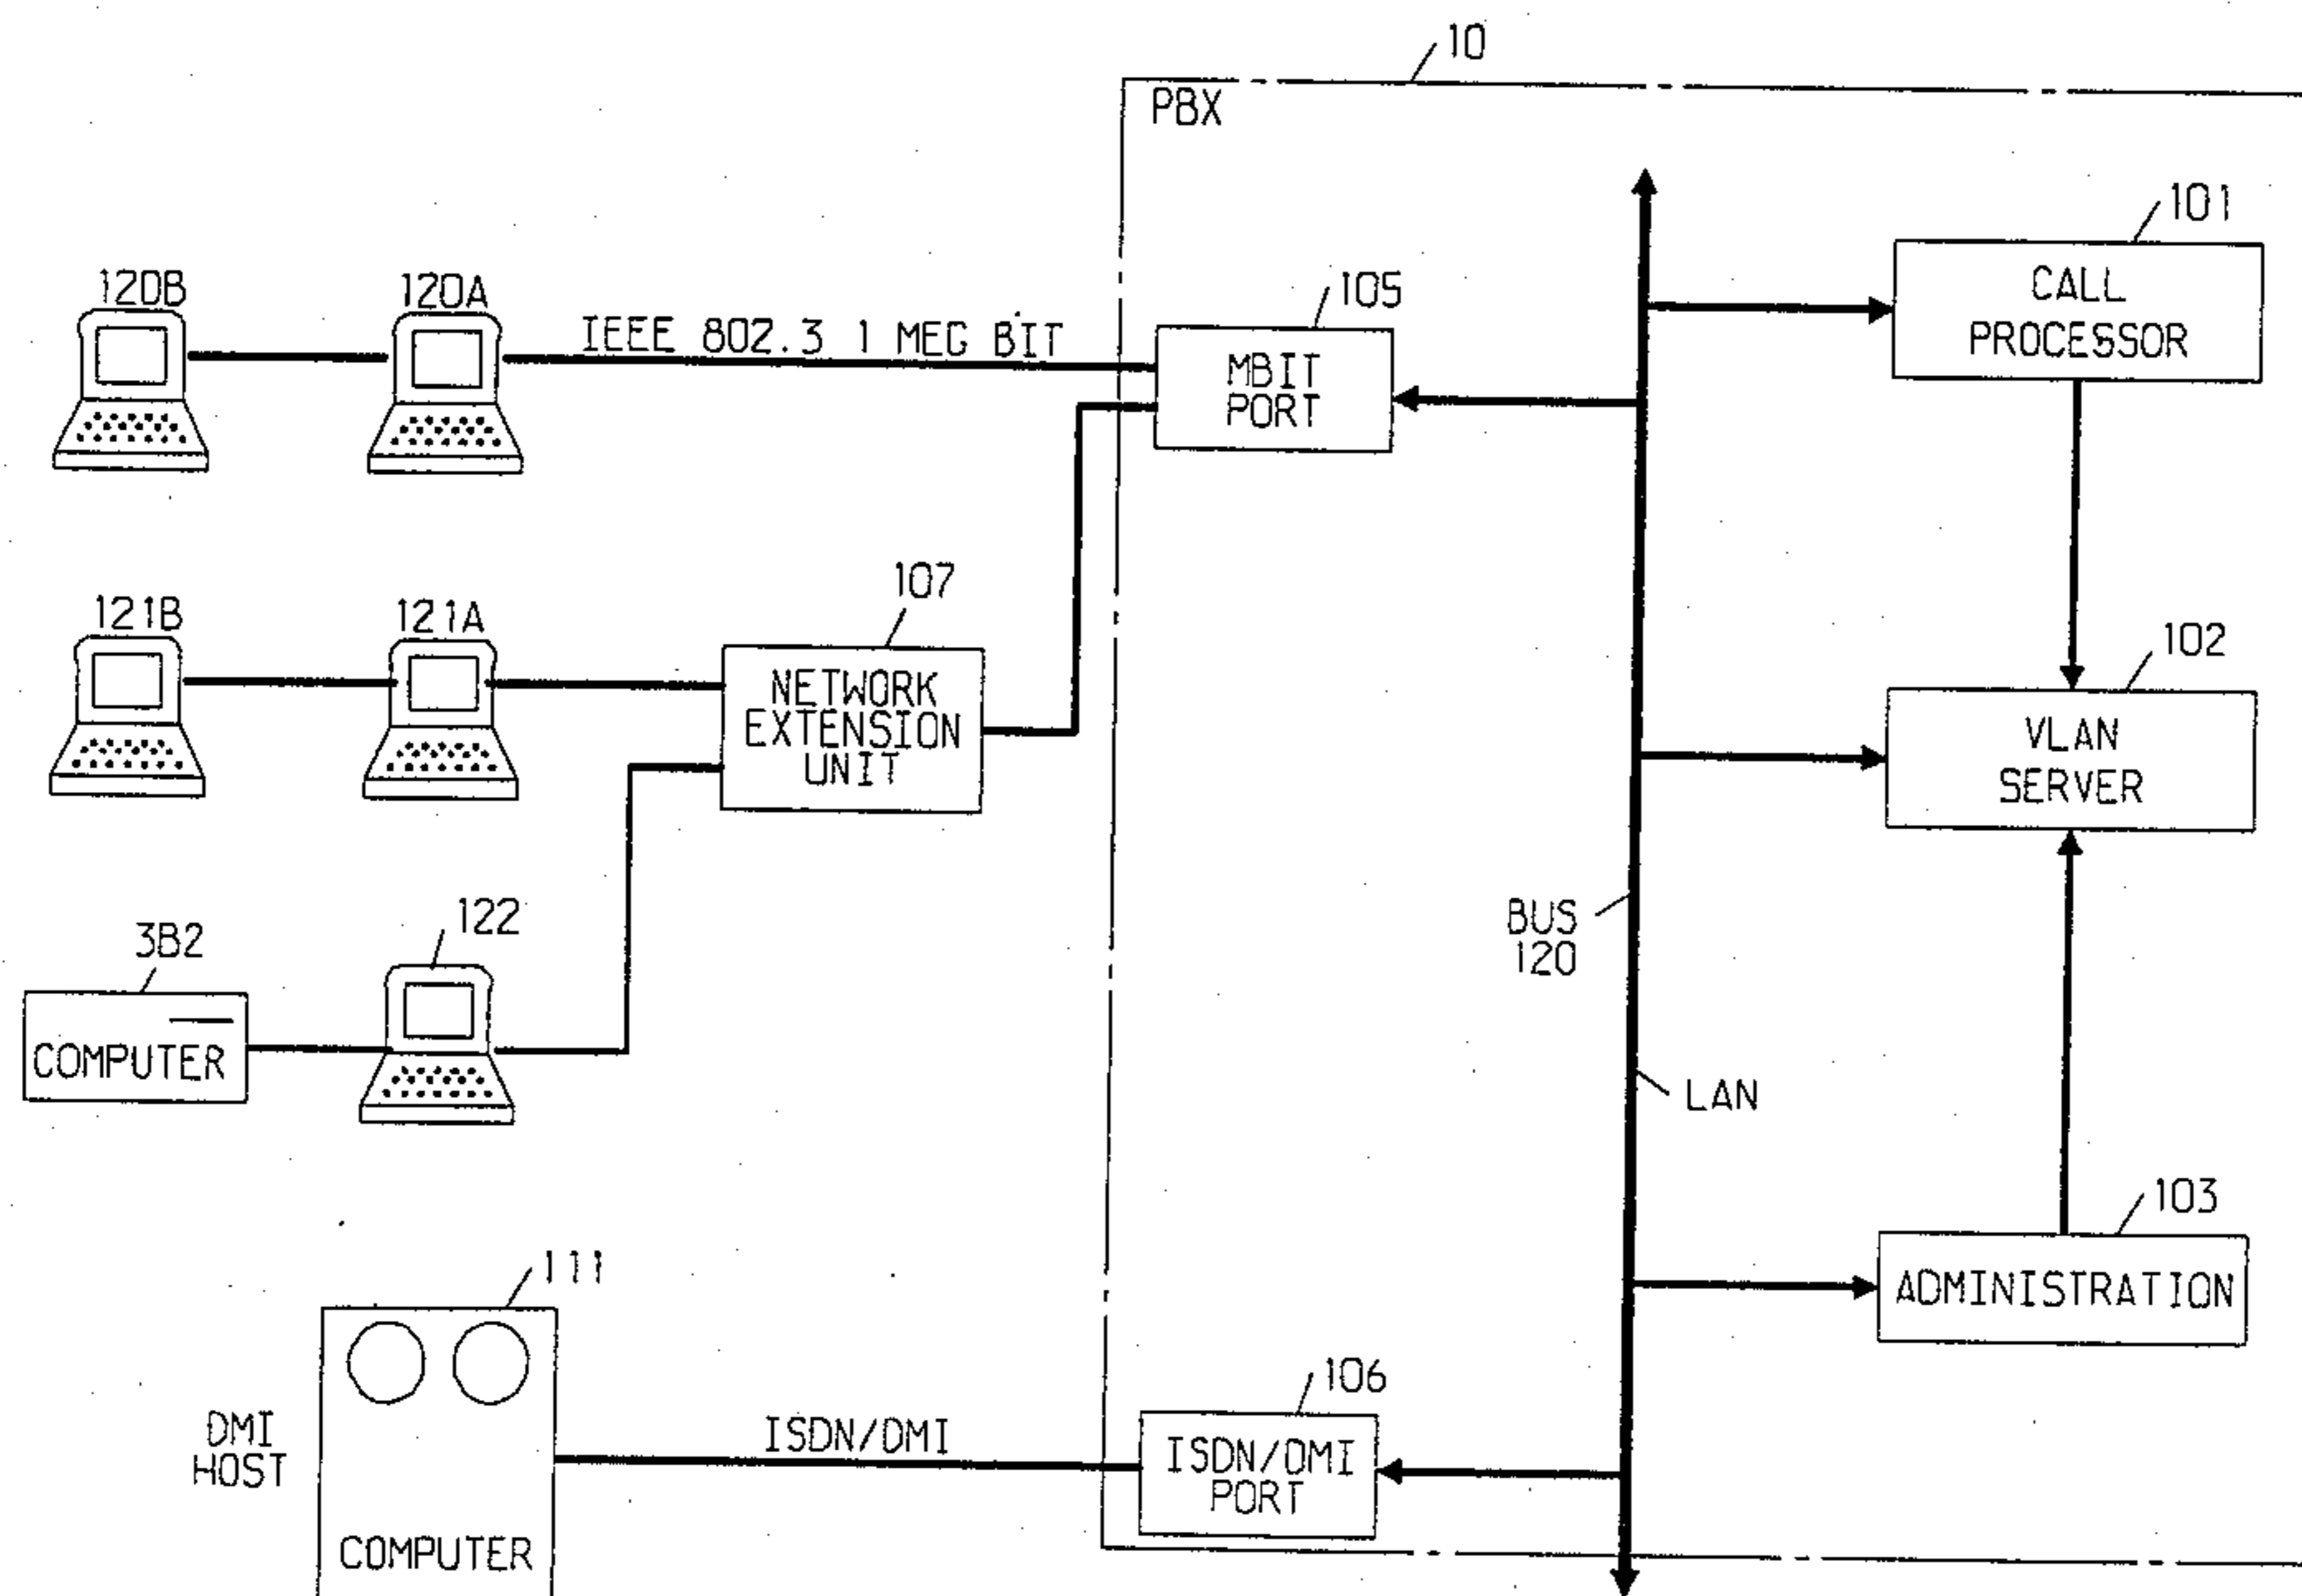 10
PBX
101
CALL
PROCESSOR
120B
120A
IEEE 802.3 1 MEG BIT
105
MBIT
PORT
107
121B
121A
NETWORK
EXTENSION
UNIT
102
VLAN
SERVER
BUS
120
3B2
122
COMPUTER
LAN
103
ADMINISTRATION
111
DMI
HOST
COMPUTER
ISDN/DMI
106
ISDN/DMI
PORT